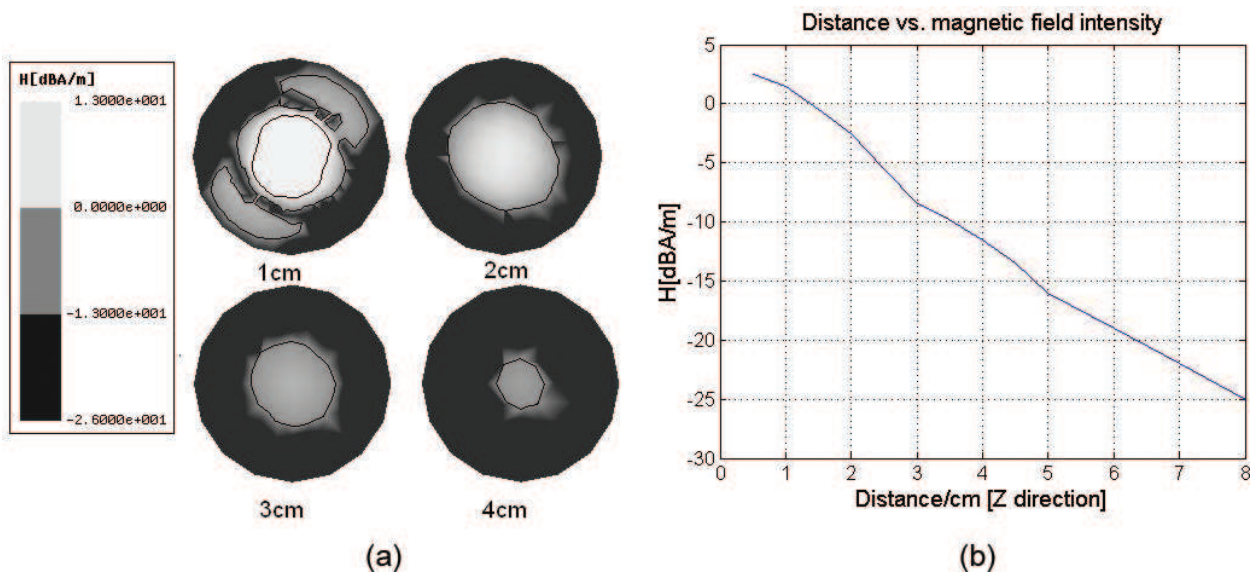 H[dBA/m]
1.3000e+001
0.0000e+000
-1.3000e+001
-2.6000e+001
1cm
2cm
3cm
4cm
(a)
Distance vs. magnetic field intensity
H[dBA/m]
5
0
-5
-10
-15
-20
-25
-30
0 1 2 3 4 5 6 7 8
Distance/cm [Z direction]
(b)